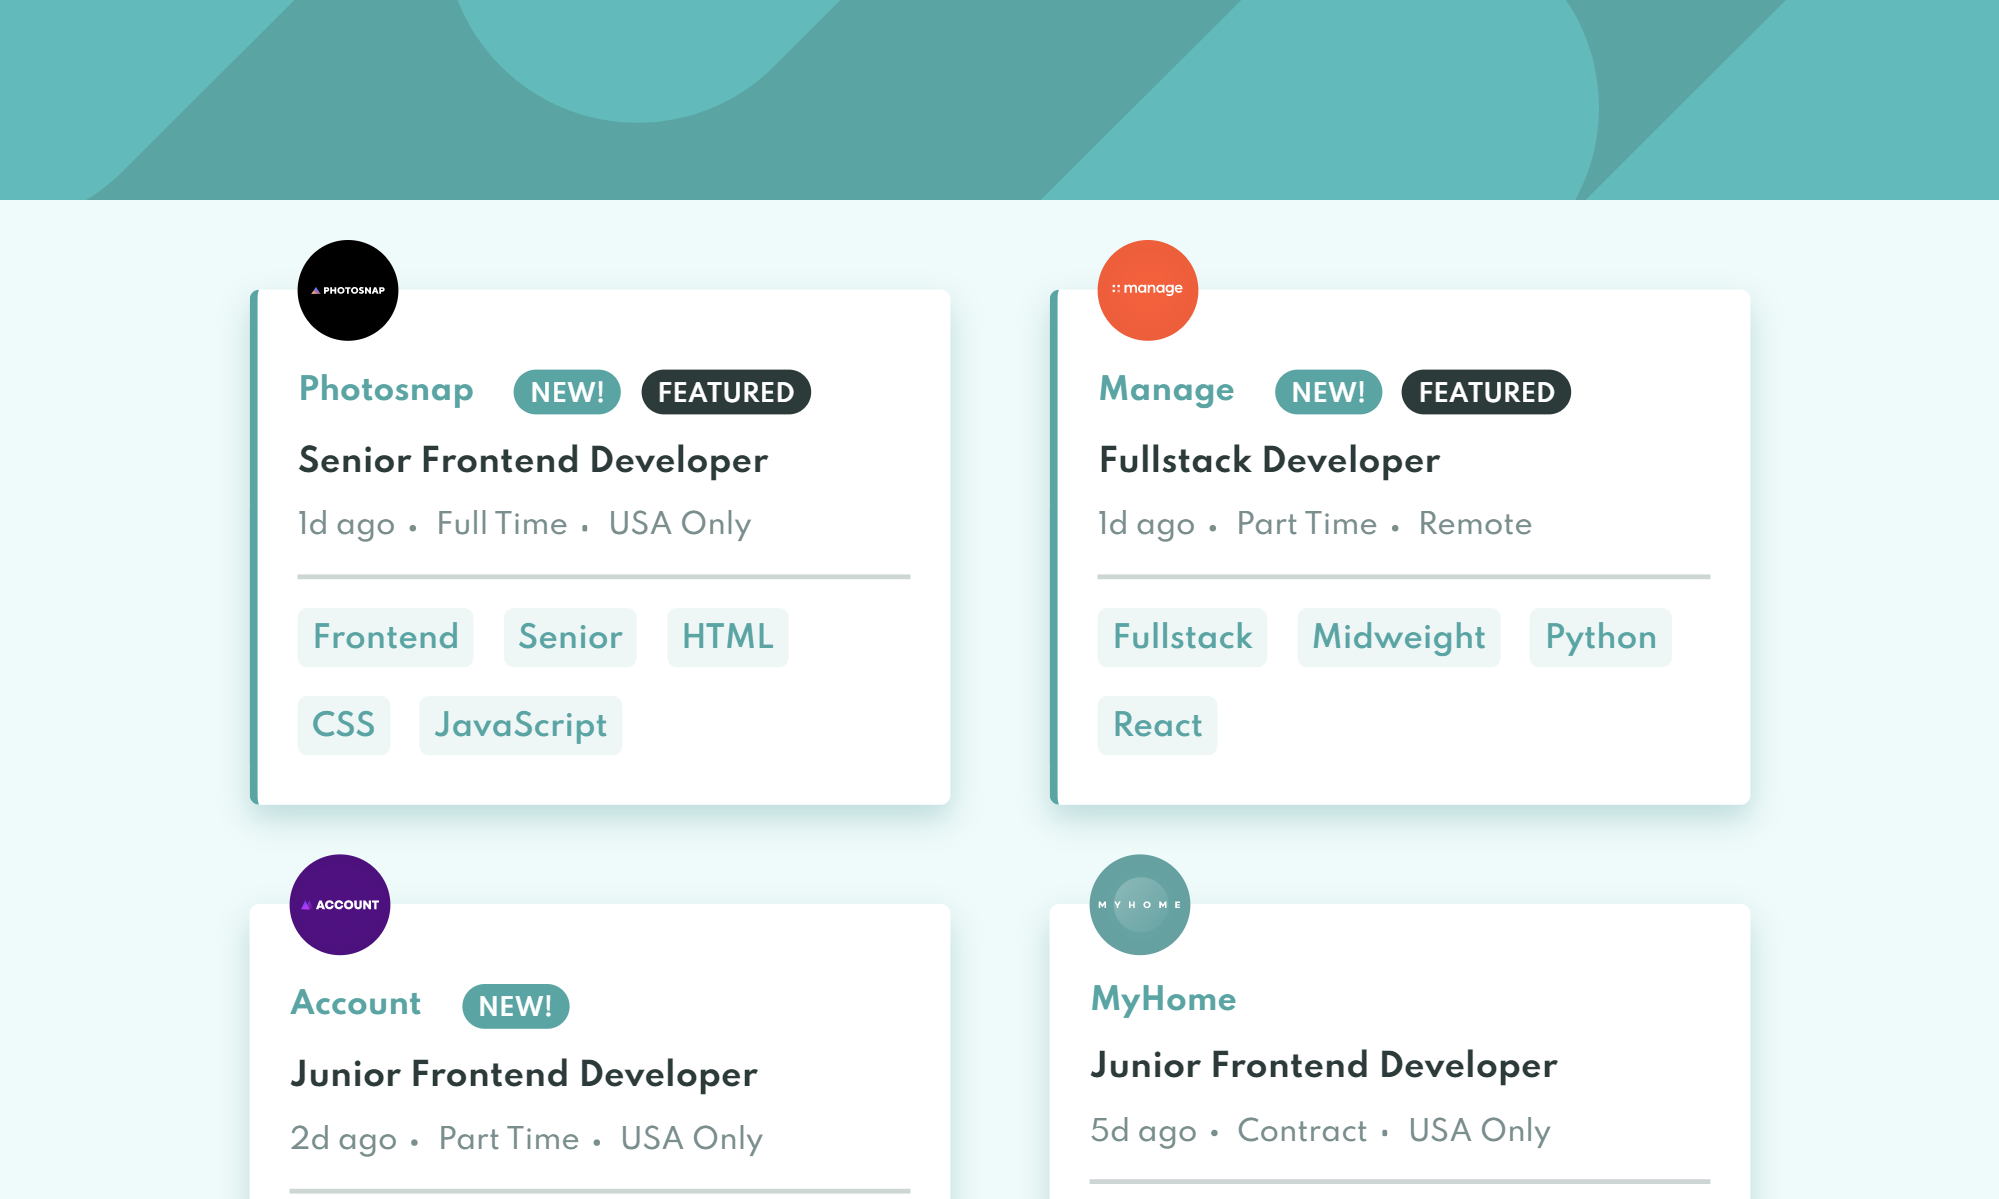 PHOTOSNAP
Photosnap NEW! FEATURED
Senior Frontend Developer
1d ago • Full Time • USA Only
Frontend Senior HTML
CSS JavaScript
manage
Manage NEW! FEATURED
Fullstack Developer
1d ago • Part Time • Remote
Fullstack Midweight Python
React
ACCOUNT
Account NEW!
Junior Frontend Developer
2d ago • Part Time • USA Only
MYHOME
MyHome
Junior Frontend Developer
5d ago • Contract • USA Only